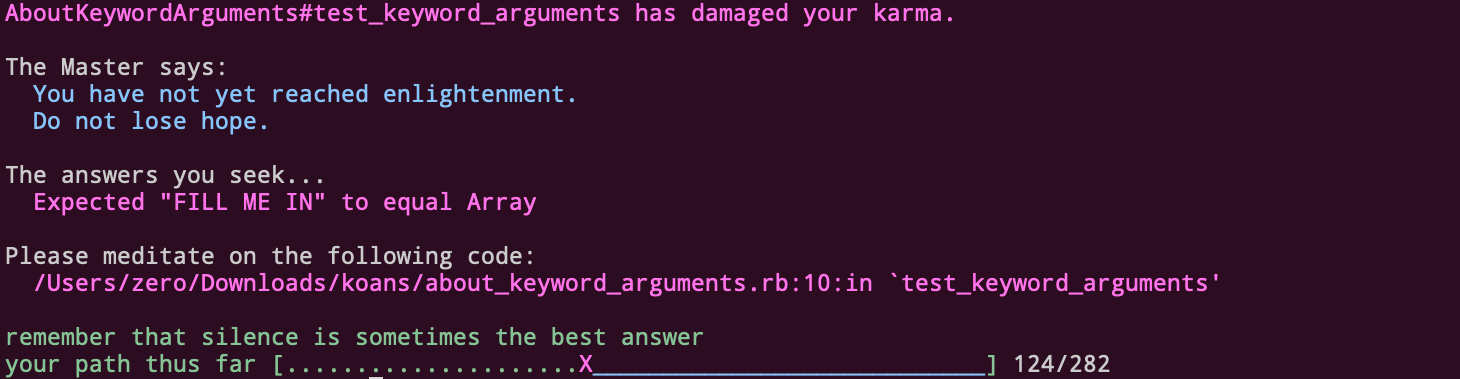 AboutKeywordArguments#test_keyword_arguments has damaged your karma.
The Master says:
You have not yet reached enlightenment.
Do not lose hope.
The answers you seek...
Expected "FILL ME IN" to equal Array
Please meditate on the following code:
/Users/zero/Downloads/koans/about_keyword_arguments.rb:10:in `test_keyword_arguments'
remember that silence is sometimes the best answer
your path thus far [.....................X_____________________________] 124/282